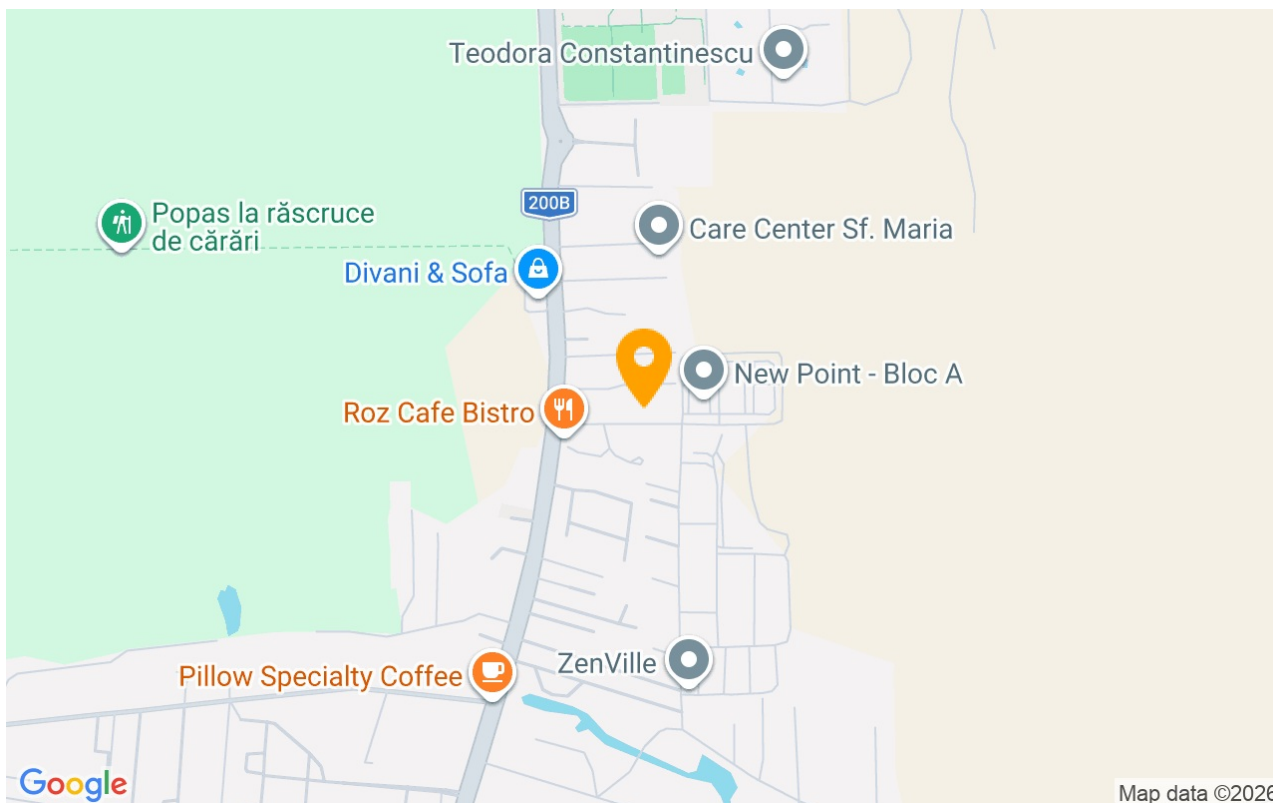 Teodora Constantinescu
200B
Popas la răscruce
de cărări
Care Center Sf. Maria
Divani & Sofa
New Point - Bloc A
Roz Cafe Bistro
ZenVille
Pillow Specialty Coffee
Google
Map data ©2026